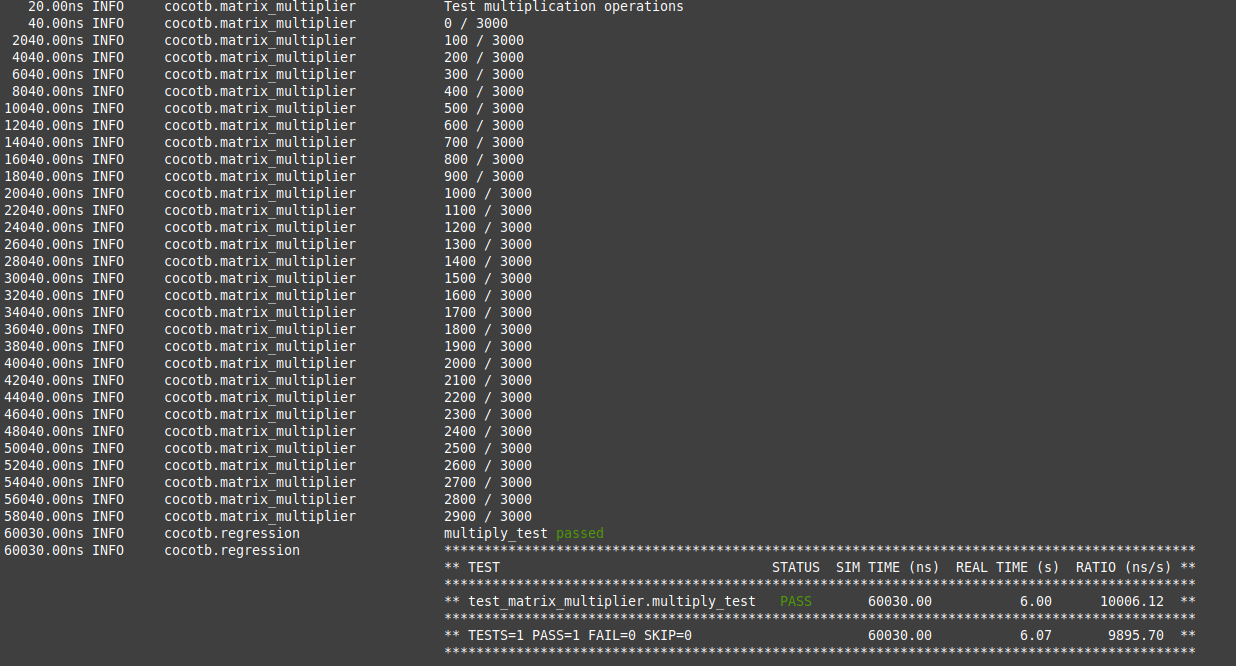 20.00ns INFO     cocotb.matrix_multiplier           Test multiplication operations
40.00ns INFO     cocotb.matrix_multiplier           0 / 3000
2040.00ns INFO     cocotb.matrix_multiplier           100 / 3000
4040.00ns INFO     cocotb.matrix_multiplier           200 / 3000
6040.00ns INFO     cocotb.matrix_multiplier           300 / 3000
8040.00ns INFO     cocotb.matrix_multiplier           400 / 3000
10040.00ns INFO     cocotb.matrix_multiplier           500 / 3000
12040.00ns INFO     cocotb.matrix_multiplier           600 / 3000
14040.00ns INFO     cocotb.matrix_multiplier           700 / 3000
16040.00ns INFO     cocotb.matrix_multiplier           800 / 3000
18040.00ns INFO     cocotb.matrix_multiplier           900 / 3000
20040.00ns INFO     cocotb.matrix_multiplier           1000 / 3000
22040.00ns INFO     cocotb.matrix_multiplier           1100 / 3000
24040.00ns INFO     cocotb.matrix_multiplier           1200 / 3000
26040.00ns INFO     cocotb.matrix_multiplier           1300 / 3000
28040.00ns INFO     cocotb.matrix_multiplier           1400 / 3000
30040.00ns INFO     cocotb.matrix_multiplier           1500 / 3000
32040.00ns INFO     cocotb.matrix_multiplier           1600 / 3000
34040.00ns INFO     cocotb.matrix_multiplier           1700 / 3000
36040.00ns INFO     cocotb.matrix_multiplier           1800 / 3000
38040.00ns INFO     cocotb.matrix_multiplier           1900 / 3000
40040.00ns INFO     cocotb.matrix_multiplier           2000 / 3000
42040.00ns INFO     cocotb.matrix_multiplier           2100 / 3000
44040.00ns INFO     cocotb.matrix_multiplier           2200 / 3000
46040.00ns INFO     cocotb.matrix_multiplier           2300 / 3000
48040.00ns INFO     cocotb.matrix_multiplier           2400 / 3000
50040.00ns INFO     cocotb.matrix_multiplier           2500 / 3000
52040.00ns INFO     cocotb.matrix_multiplier           2600 / 3000
54040.00ns INFO     cocotb.matrix_multiplier           2700 / 3000
56040.00ns INFO     cocotb.matrix_multiplier           2800 / 3000
58040.00ns INFO     cocotb.matrix_multiplier           2900 / 3000
60030.00ns INFO     cocotb.regression                  multiply_test passed
60030.00ns INFO     cocotb.regression                  **********************************************************************************************
** TEST                                  STATUS  SIM TIME (ns)  REAL TIME (s)  RATIO (ns/s) **
**********************************************************************************************
** test_matrix_multiplier.multiply_test   PASS       60030.00           6.00      10006.12  **
**********************************************************************************************
** TESTS=1 PASS=1 FAIL=0 SKIP=0                      60030.00           6.07       9895.70  **
**********************************************************************************************